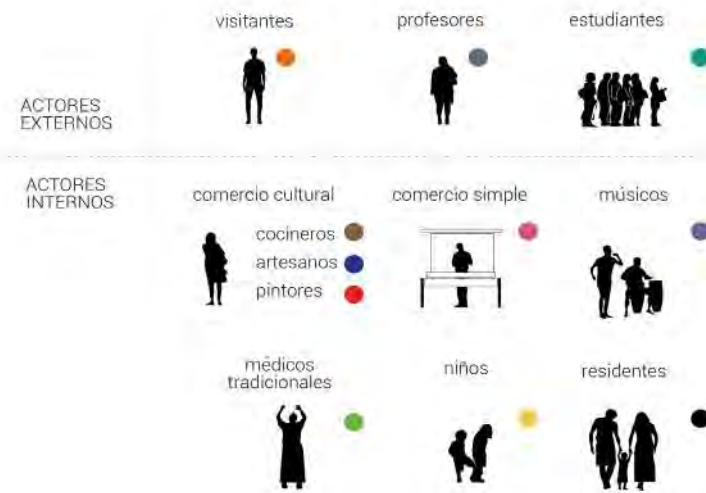 visitantes
profesores
estudiantes
ACTORES
EXTERNOS
ACTORES
INTERNOS
comercio cultural
comercio simple
músicos
cocineros
artesanos
pintores
médicos
tradicionales
niños
residentes